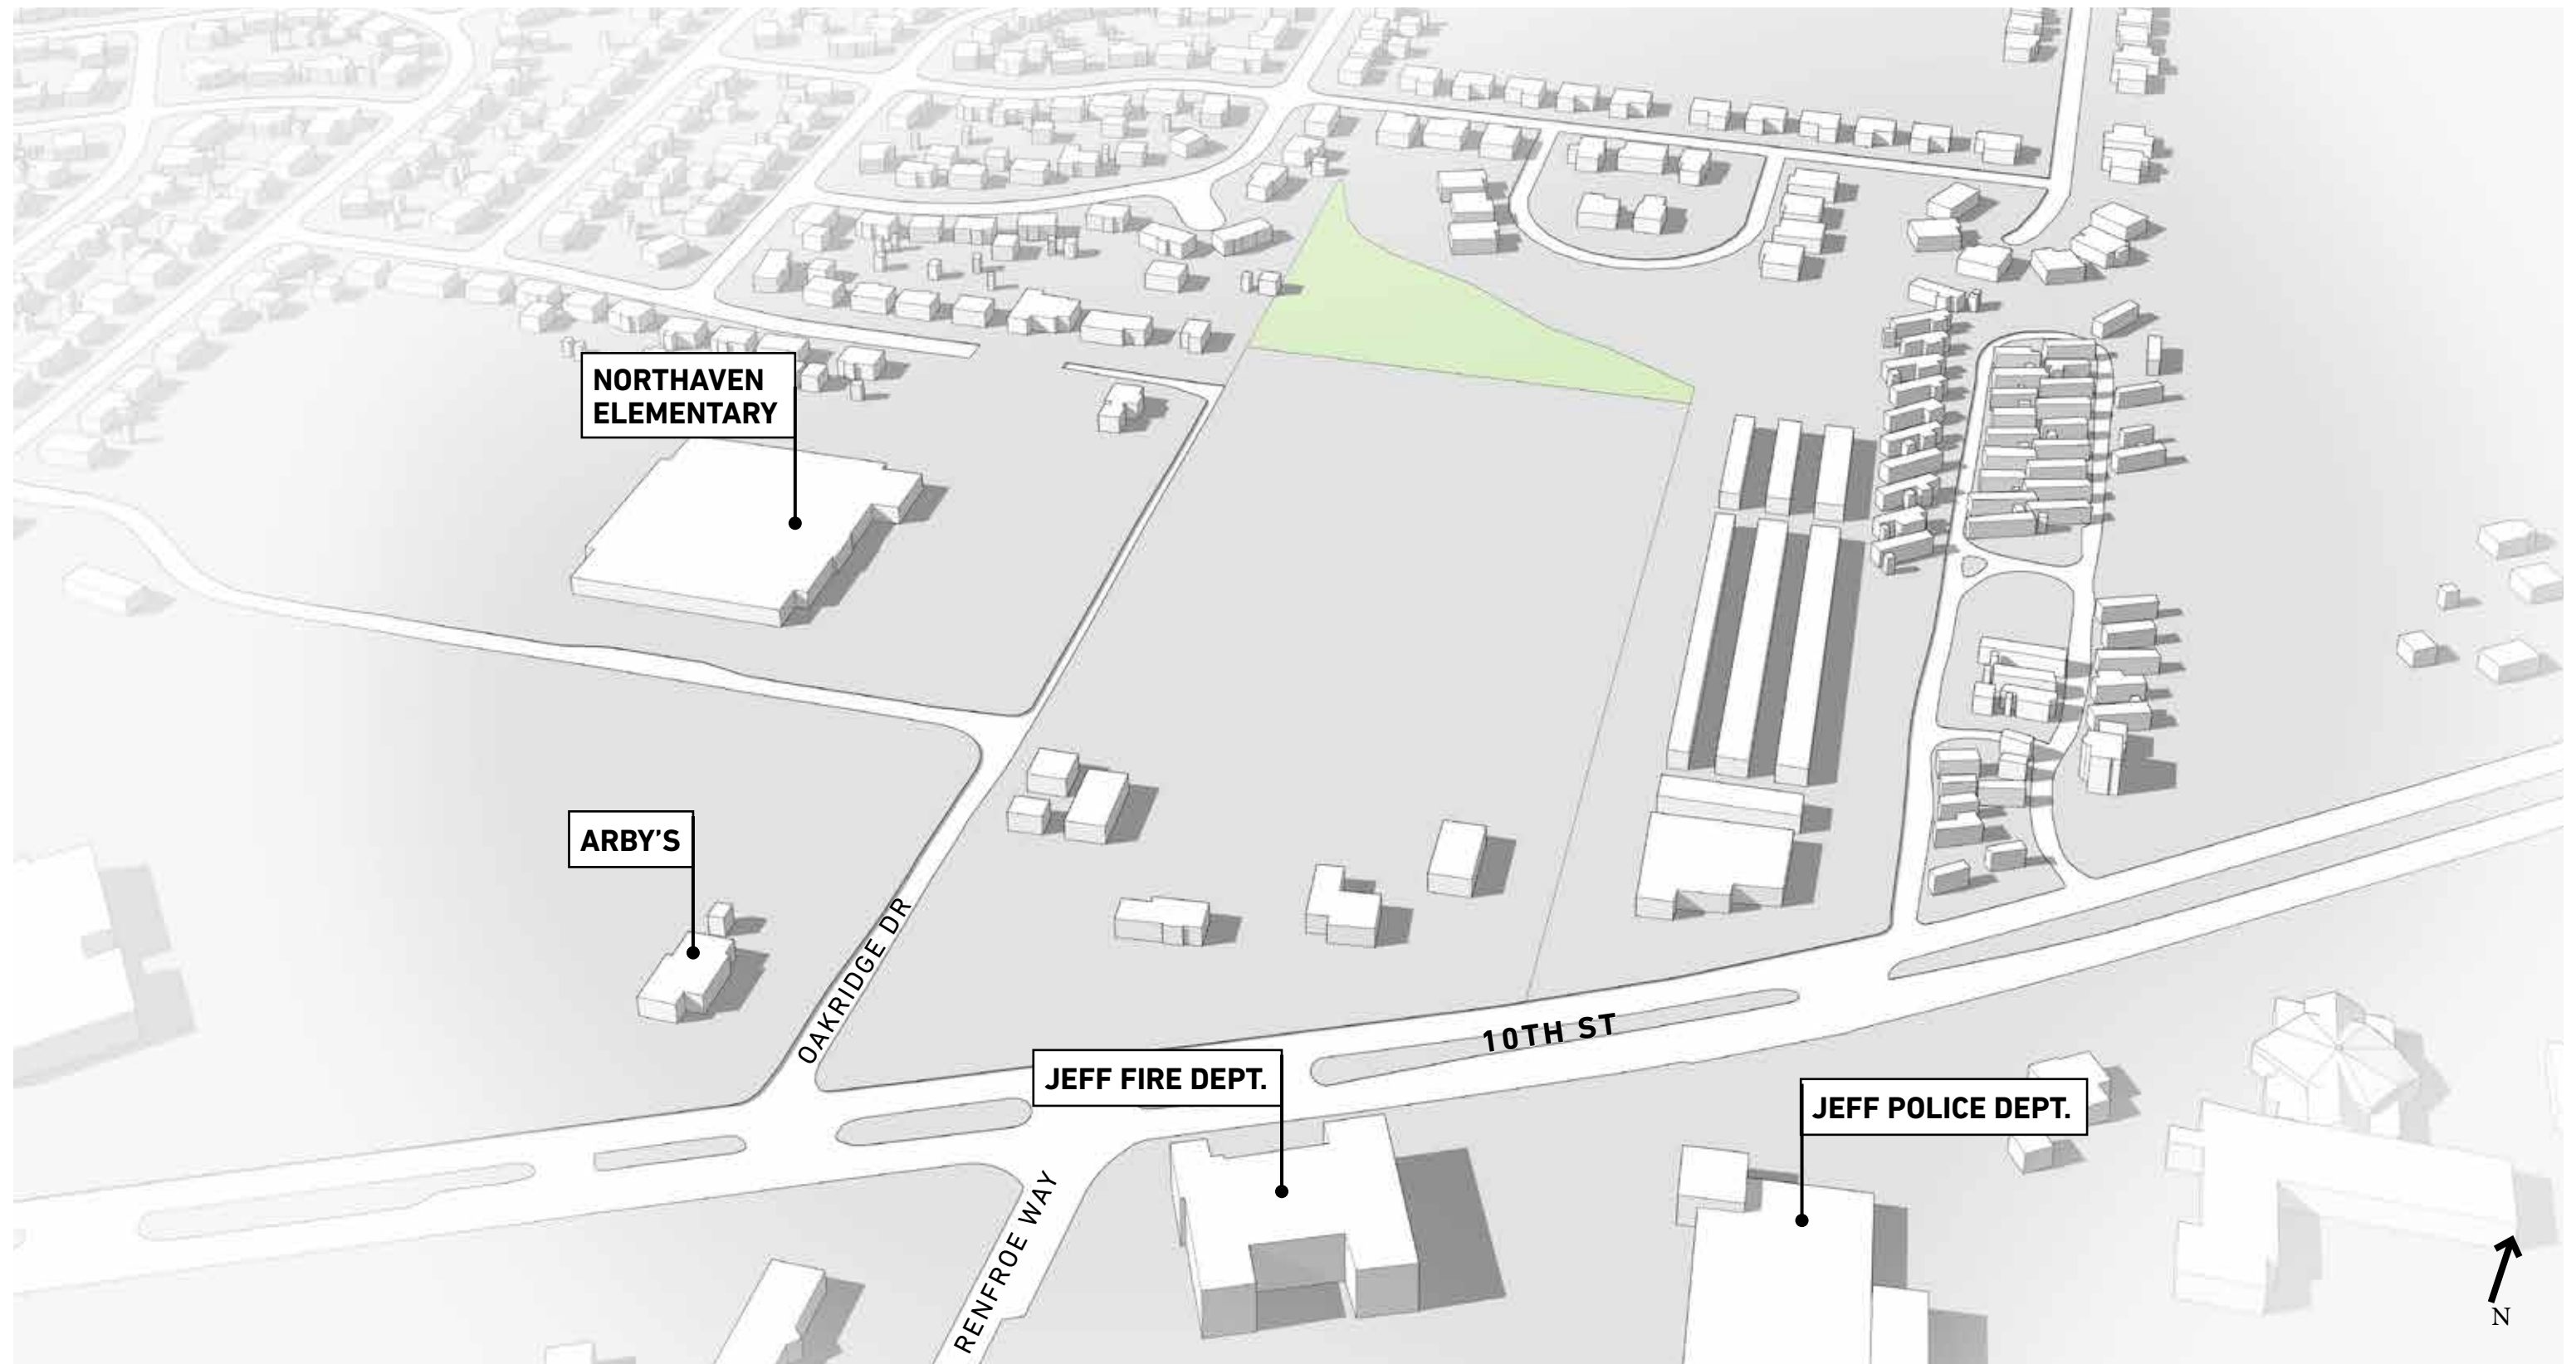 NORTHAVEN
ELEMENTARY
ARBY'S
OAKRIDGE DR
10TH ST
JEFF FIRE DEPT.
JEFF POLICE DEPT.
RENFROE WAY
N